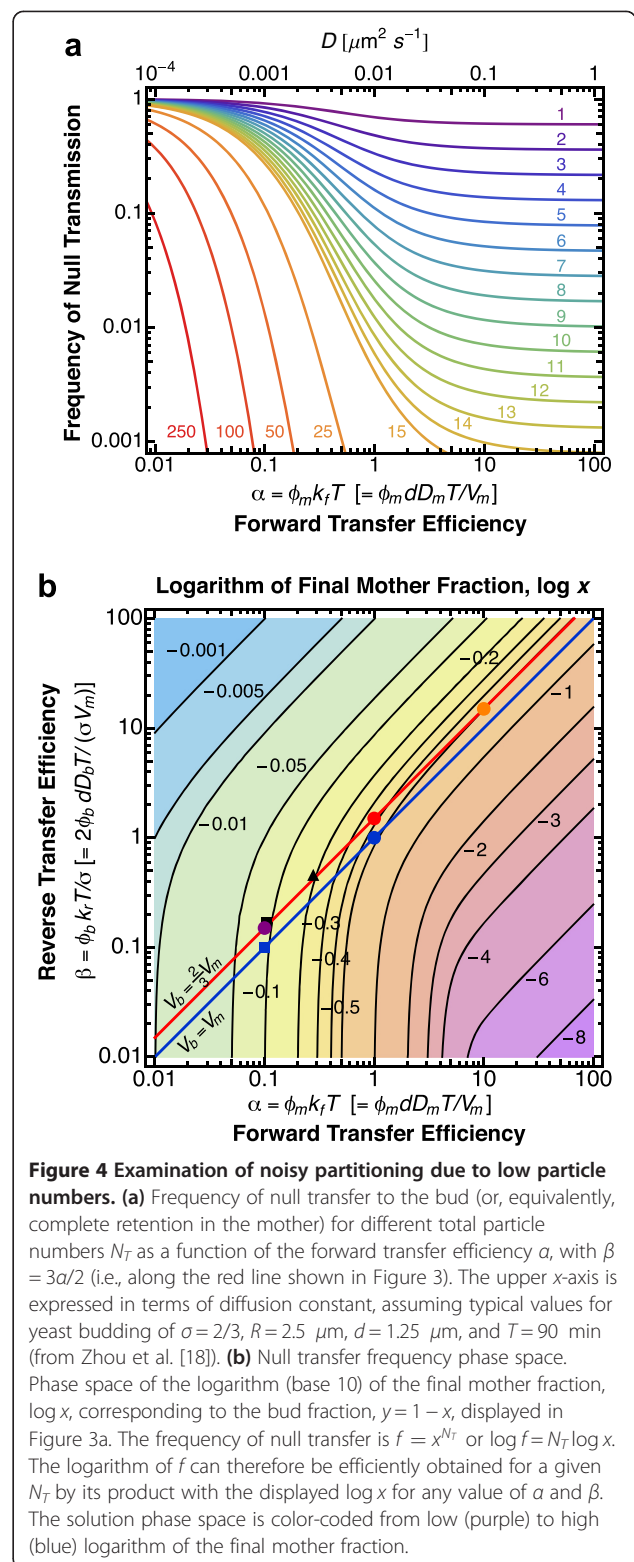 a
D [μm² s⁻¹]
10⁻⁴ 0.001 0.01 0.1 1
Frequency of Null Transmission
1
0.1
0.01
0.001
1
2
3
4
5
6
7
8
9
10
11
12
13
14
15
25
50
100
250
0.01 0.1 1 10 100
α = ϕₘk_fT [= ϕₘdDₘT/Vₘ]
Forward Transfer Efficiency
b
Logarithm of Final Mother Fraction, log x
Reverse Transfer Efficiency
β = ϕ_b k_rT/σ [= 2ϕ_b dD_bT/(σVₘ)]
100
10
1
0.1
0.01
−0.001
−0.005
−0.01
−0.05
−0.1
−0.2
−0.3
−0.4
−0.5
−1
−2
−3
−4
−6
−8
V_b = 2/3 Vₘ
V_b = Vₘ
0.01 0.1 1 10 100
α = ϕₘk_fT [= ϕₘdDₘT/Vₘ]
Forward Transfer Efficiency
Figure 4 Examination of noisy partitioning due to low particle
numbers. (a) Frequency of null transfer to the bud (or, equivalently,
complete retention in the mother) for different total particle
numbers N_T as a function of the forward transfer efficiency α, with β
= 3α/2 (i.e., along the red line shown in Figure 3). The upper x-axis is
expressed in terms of diffusion constant, assuming typical values for
yeast budding of σ = 2/3, R = 2.5 μm, d = 1.25 μm, and T = 90 min
(from Zhou et al. [18]). (b) Null transfer frequency phase space.
Phase space of the logarithm (base 10) of the final mother fraction,
log x, corresponding to the bud fraction, y = 1 − x, displayed in
Figure 3a. The frequency of null transfer is f = x^{N_T} or log f = N_T log x.
The logarithm of f can therefore be efficiently obtained for a given
N_T by its product with the displayed log x for any value of α and β.
The solution phase space is color-coded from low (purple) to high
(blue) logarithm of the final mother fraction.